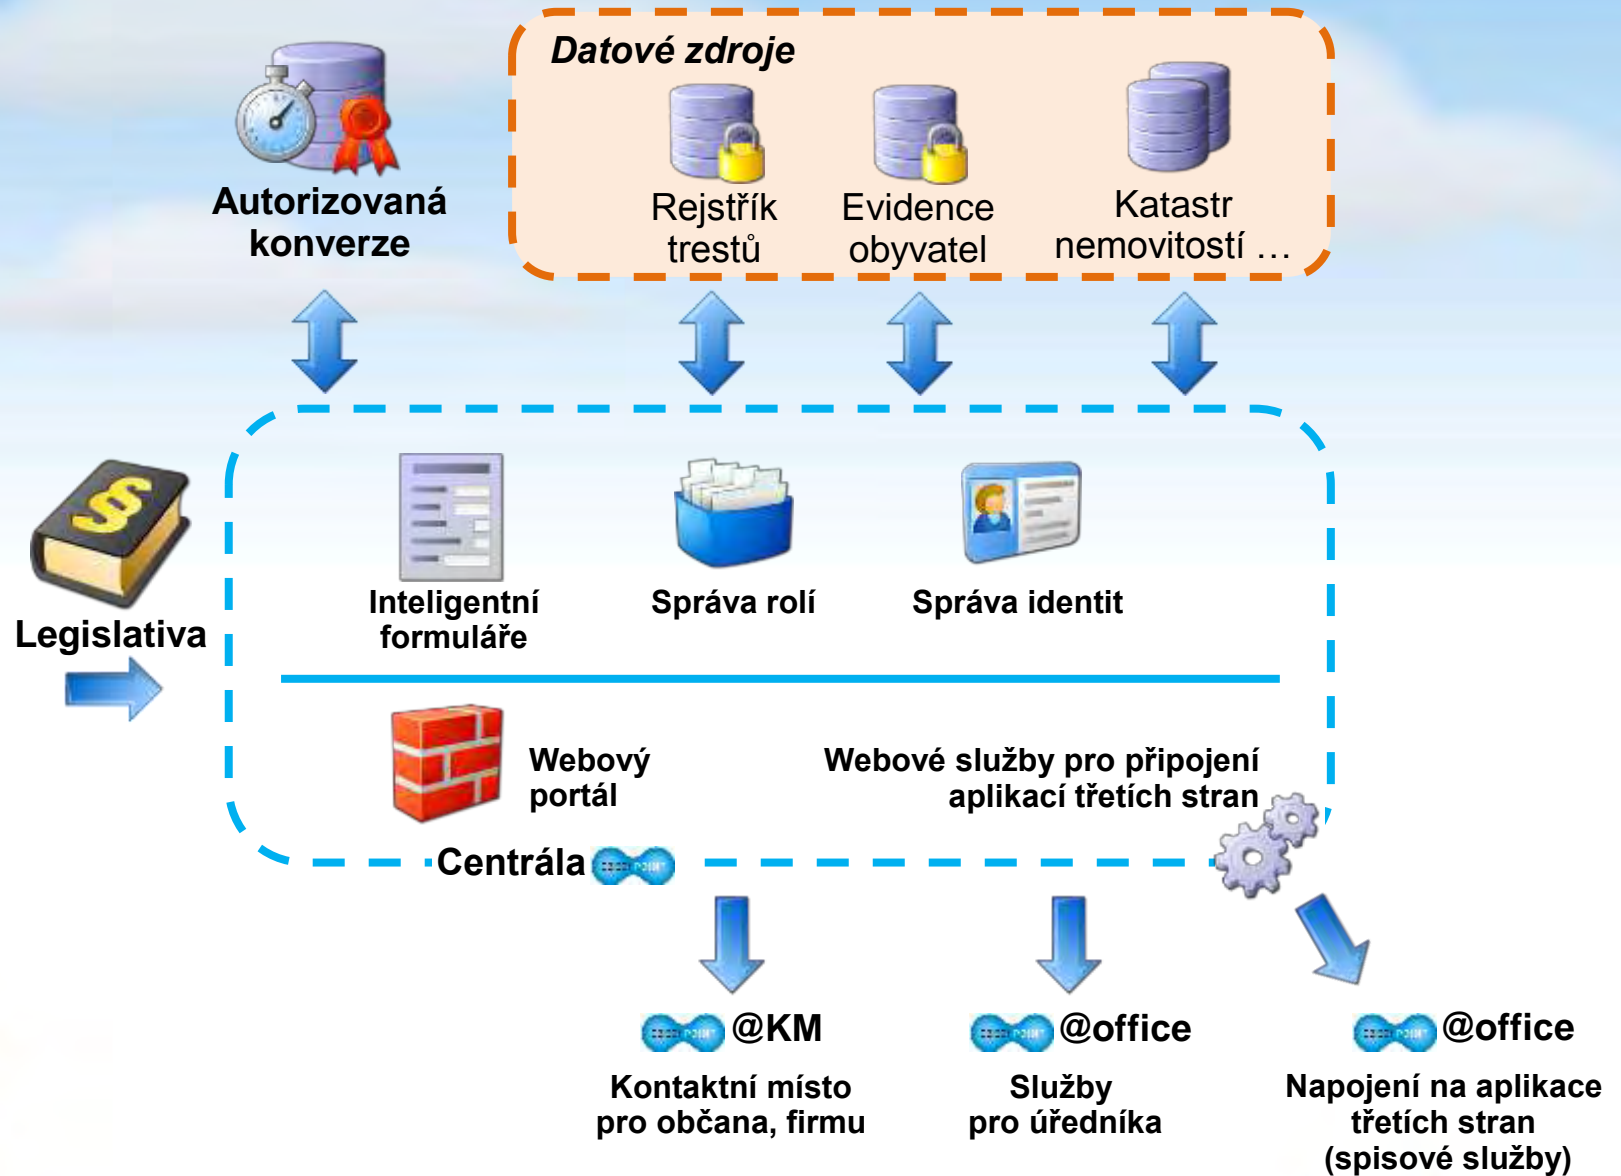 Datové zdroje
Autorizovaná
konverze
Rejstřík
trestů
Evidence
obyvatel
Katastr
nemovitostí ...
Legislativa
Inteligentní
formuláře
Správa rolí
Správa identit
Webový
portál
Webové služby pro připojení
aplikací třetích stran
Centrála
@KM
Kontaktní místo
pro občana, firmu
@office
Služby
pro úředníka
@office
Napojení na aplikace
třetích stran
(spisové služby)